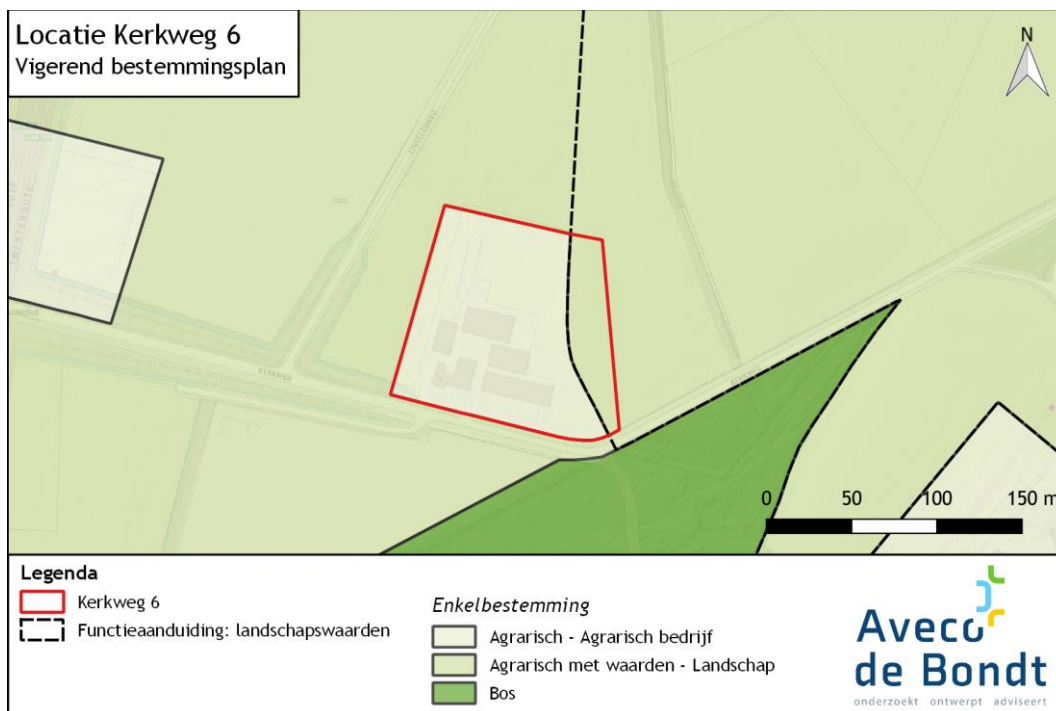 Locatie Kerkweg 6
Vigerend bestemmingsplan
N
KERKWEG
0 50 100 150 m
Legenda
Kerkweg 6
Functieaanduiding: landschapswaarden
Enkelbestemming
Agrarisch - Agrarisch bedrijf
Agrarisch met waarden - Landschap
Bos
Aveco
de Bondt
onderzoekt ontwerpt adviseert